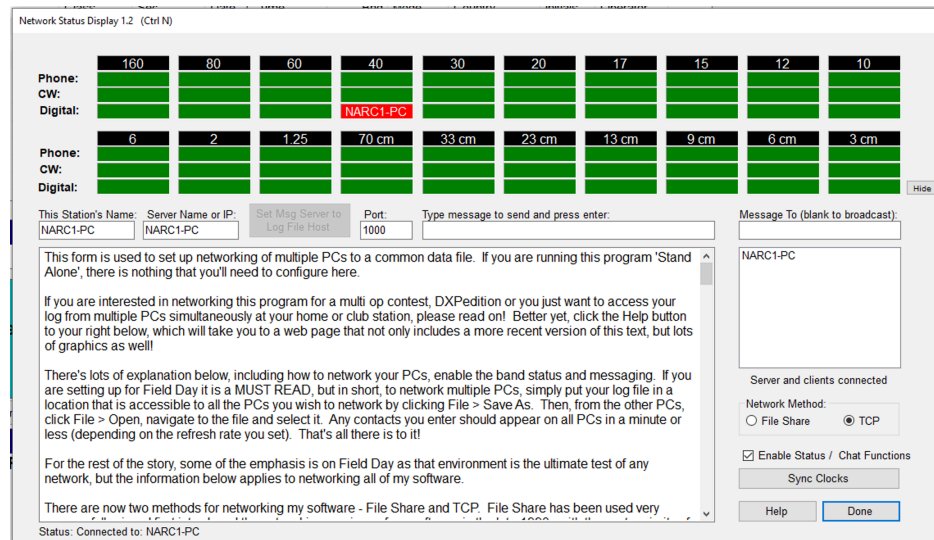 Network Status Display 1.2 (Ctrl N)
160 80 60 40 30 20 17 15 12 10
Phone:
CW:
Digital: NARC1-PC
6 2 1.25 70 cm 33 cm 23 cm 13 cm 9 cm 6 cm 3 cm
Phone:
CW:
Digital:
Hide
This Station's Name: Server Name or IP: Set Msg Server to Log File Host Port: Type message to send and press enter: Message To (blank to broadcast):
NARC1-PC NARC1-PC 1000
This form is used to set up networking of multiple PCs to a common data file. If you are running this program 'Stand
Alone', there is nothing that you'll need to configure here.
If you are interested in networking this program for a multi op contest, DXPedition or you just want to access your
log from multiple PCs simultaneously at your home or club station, please read on! Better yet, click the Help button
to your right below, which will take you to a web page that not only includes a more recent version of this text, but lots
of graphics as well!
There's lots of explanation below, including how to network your PCs, enable the band status and messaging. If you
are setting up for Field Day it is a MUST READ, but in short, to network multiple PCs, simply put your log file in a
location that is accessible to all the PCs you wish to network by clicking File > Save As. Then, from the other PCs,
click File > Open, navigate to the file and select it. Any contacts you enter should appear on all PCs in a minute or
less (depending on the refresh rate you set). That's all there is to it!
For the rest of the story, some of the emphasis is on Field Day as that environment is the ultimate test of any
network, but the information below applies to networking all of my software.
There are now two methods for networking my software - File Share and TCP. File Share has been used very
NARC1-PC
Server and clients connected
Network Method:
File Share TCP
Enable Status / Chat Functions
Sync Clocks
Help Done
Status: Connected to: NARC1-PC